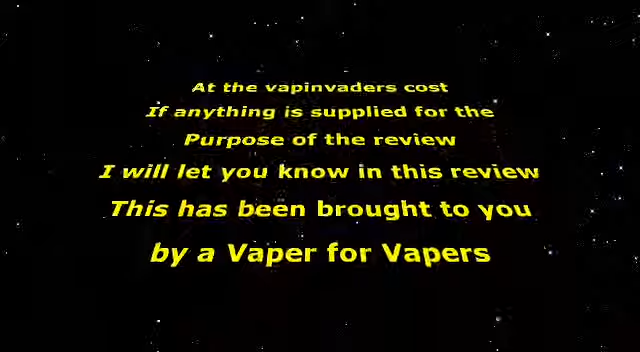 At the vapinvaders cost
If anything is supplied for the
Purpose of the review
I will let you know in this review
This has been brought to you
by a Vaper for Vapers